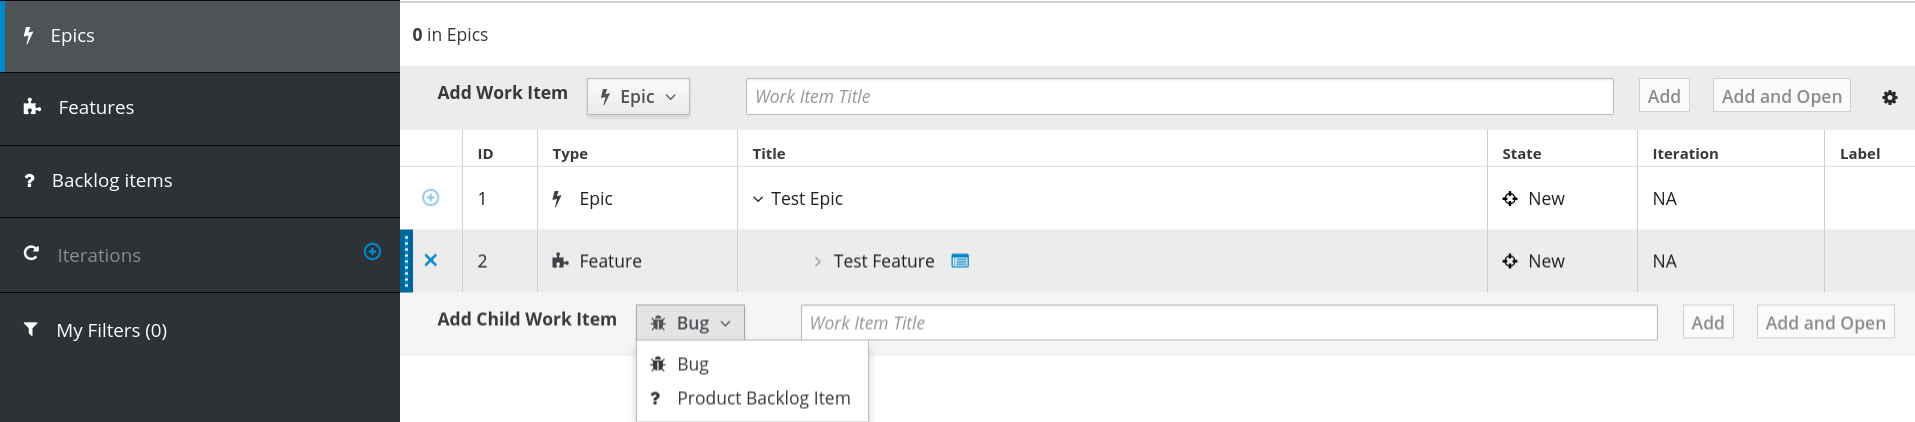 Epics
Features
Backlog items
Iterations
My Filters (0)
0 in Epics
Add Work Item Epic Work Item Title Add Add and Open
ID Type Title State Iteration Label
1 Epic Test Epic New NA
2 Feature Test Feature New NA
Add Child Work Item Bug Work Item Title Add Add and Open
Bug
? Product Backlog Item